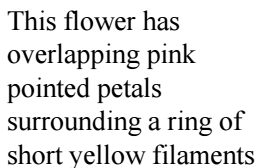 This flower has
overlapping pink
pointed petals
surrounding a ring of
short yellow filaments